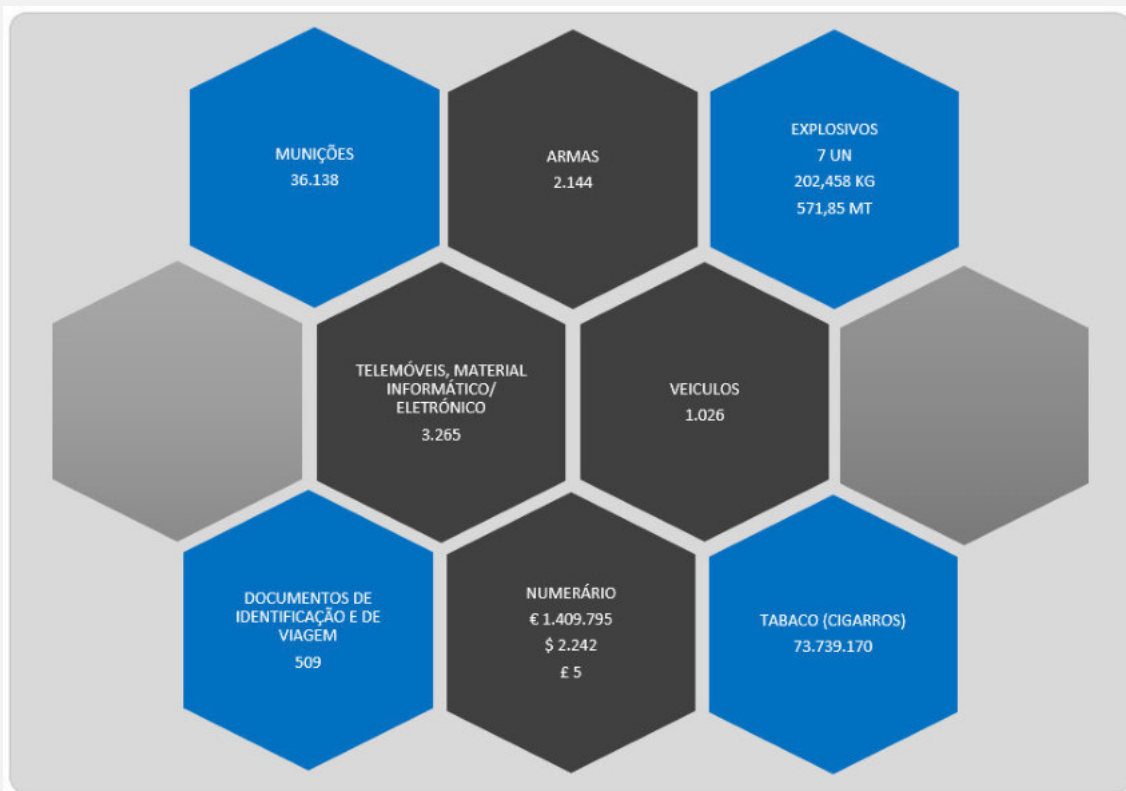 MUNIÇÕES
36.138
ARMAS
2.144
EXPLOSIVOS
7 UN
202,458 KG
571,85 MT
TELEMÓVEIS, MATERIAL
INFORMÁTICO/
ELETRÓNICO
3.265
VEICULOS
1.026
DOCUMENTOS DE
IDENTIFICAÇÃO E DE
VIAGEM
509
NUMERÁRIO
€ 1.409.795
$ 2.242
£ 5
TABACO (CIGARROS)
73.739.170